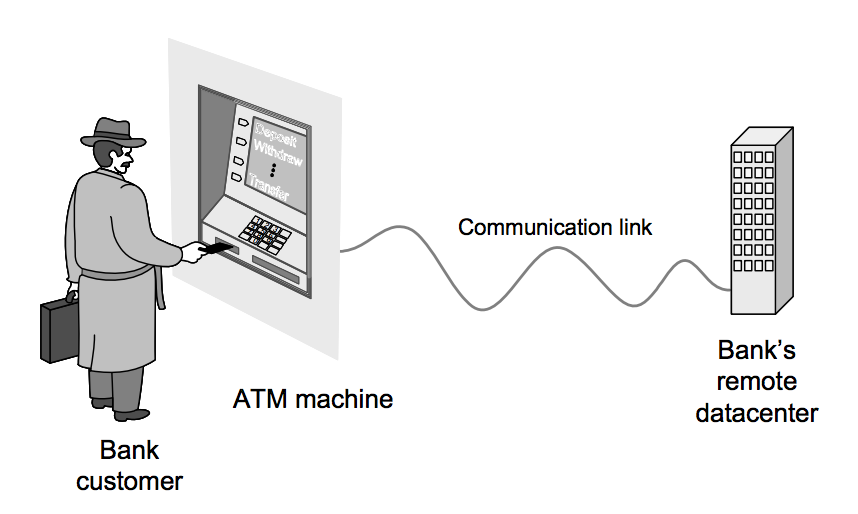 Deposit
Withdraw
Transfer
Communication link
ATM machine
Bank
customer
Bank's
remote
datacenter